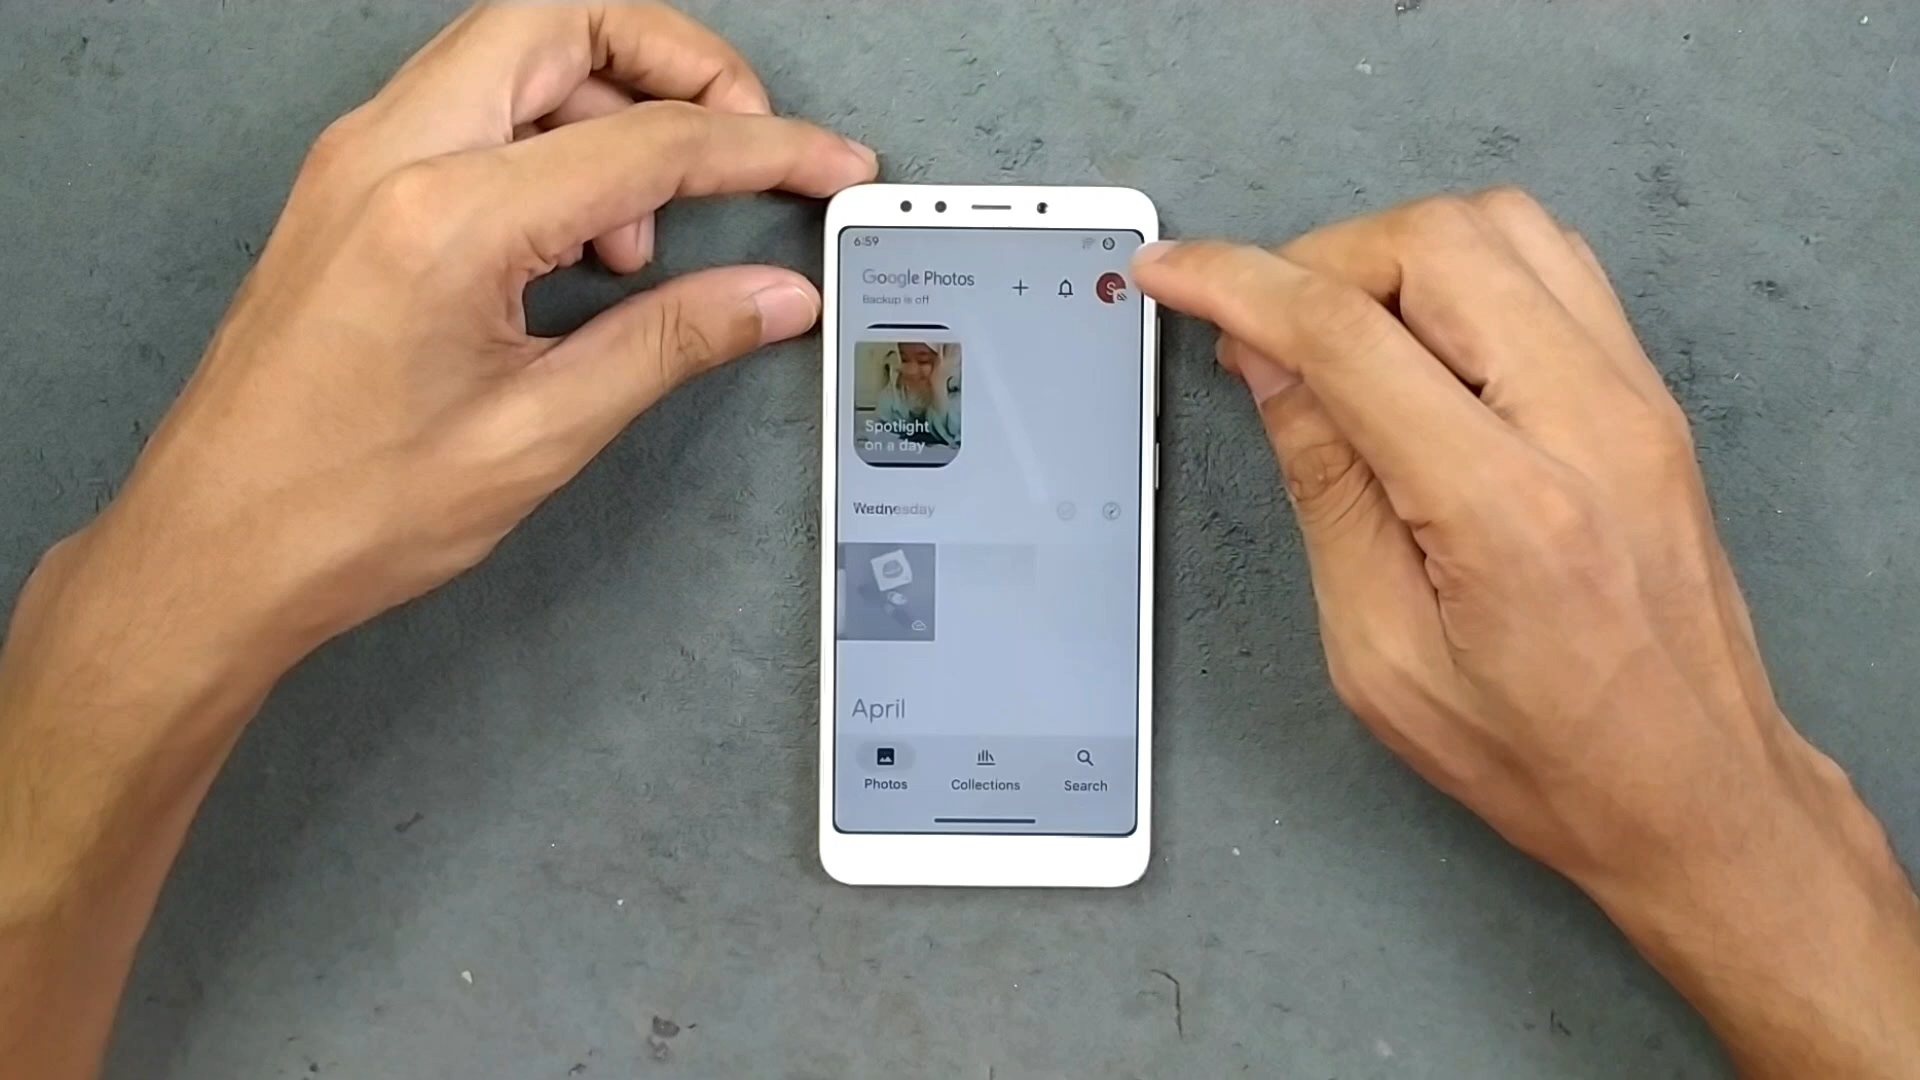 6:59
Google Photos
Backup is off
S
Spotlight
on a day
Wednesday
April
Photos
Collections
Search